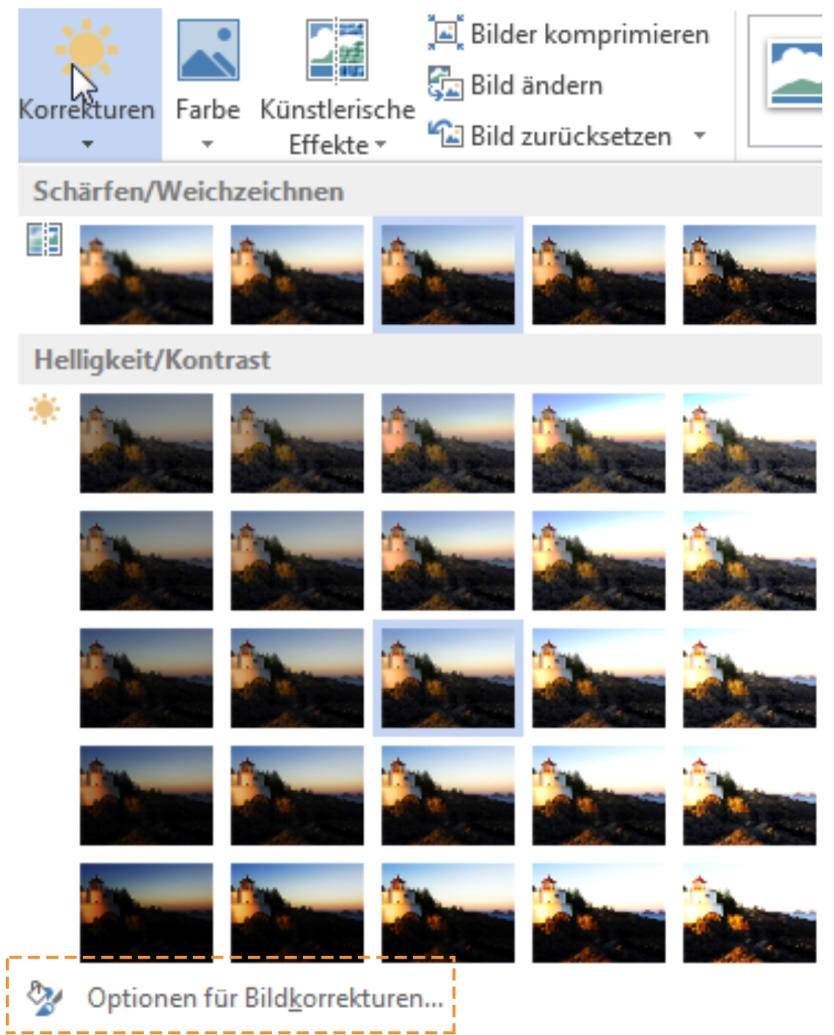 Korrekturen
Farbe
Künstlerische
Effekte
Bilder komprimieren
Bild ändern
Bild zurücksetzen
Schärfen/Weichzeichnen
Helligkeit/Kontrast
Optionen für Bildkorrekturen...